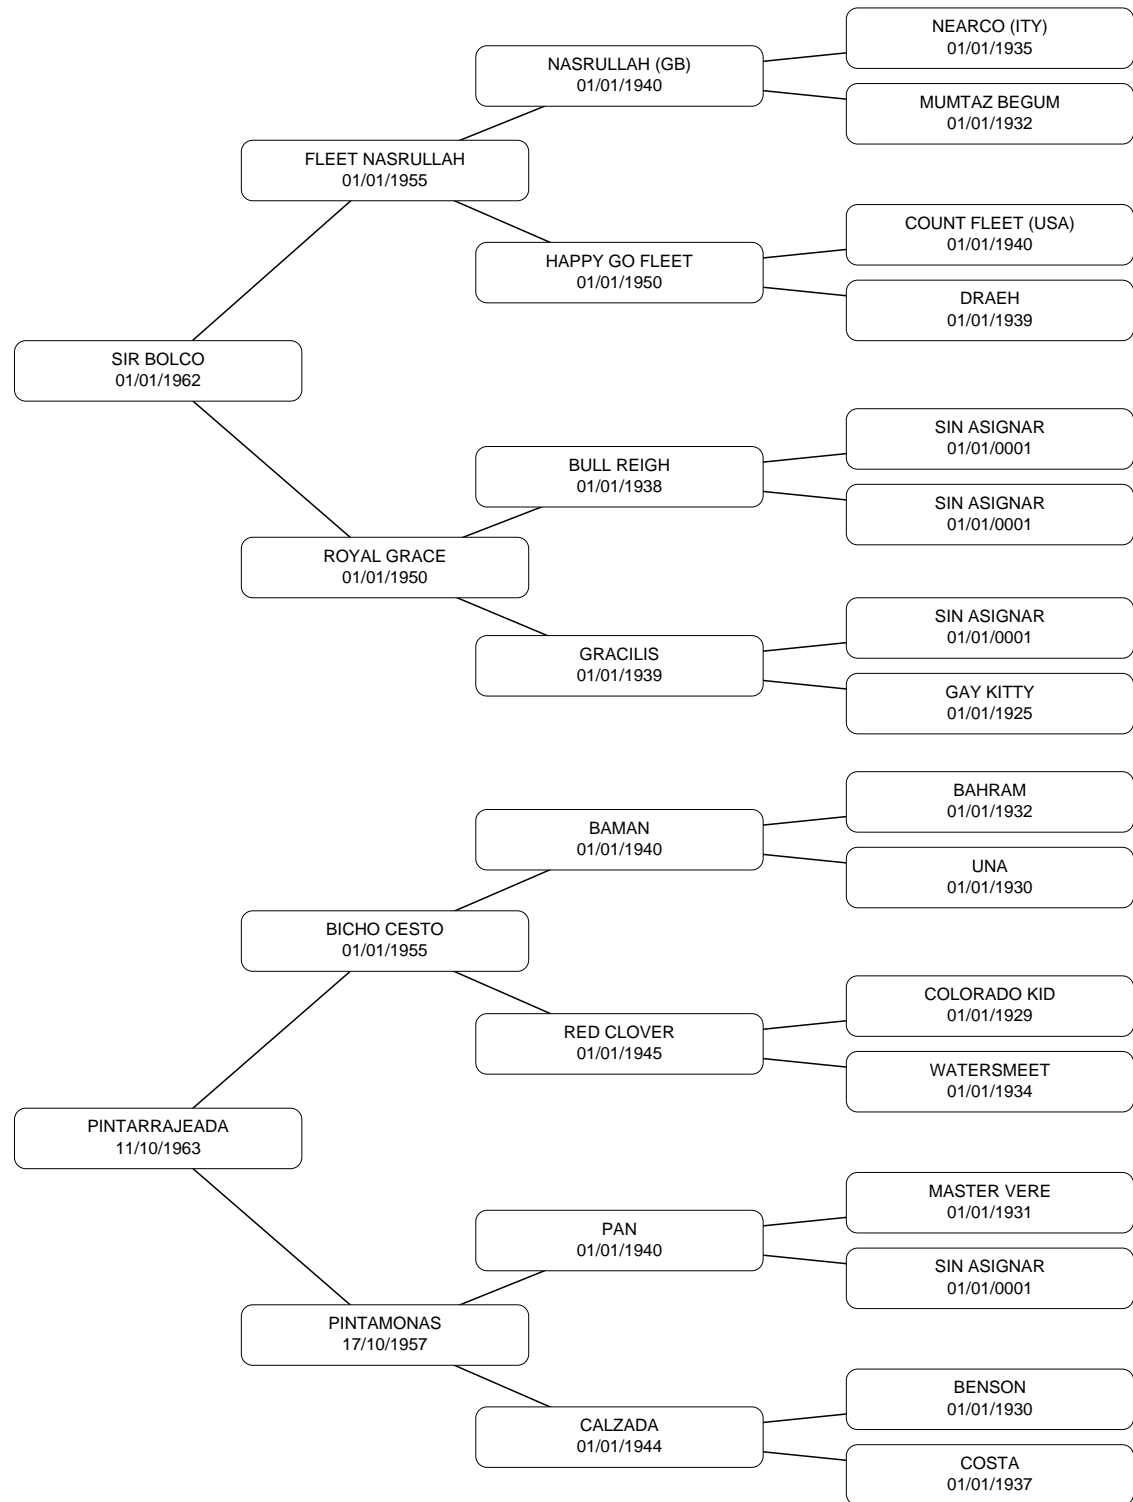 NEARCO (ITY)
01/01/1935
NASRULLAH (GB)
01/01/1940
MUMTAZ BEGUM
01/01/1932
FLEET NASRULLAH
01/01/1955
COUNT FLEET (USA)
01/01/1940
HAPPY GO FLEET
01/01/1950
DRAEH
01/01/1939
SIR BOLCO
01/01/1962
SIN ASIGNAR
01/01/0001
BULL REIGH
01/01/1938
SIN ASIGNAR
01/01/0001
ROYAL GRACE
01/01/1950
SIN ASIGNAR
01/01/0001
GRACILIS
01/01/1939
GAY KITTY
01/01/1925
BAHRAM
01/01/1932
BAMAN
01/01/1940
UNA
01/01/1930
BICHO CESTO
01/01/1955
COLORADO KID
01/01/1929
RED CLOVER
01/01/1945
WATERSMEET
01/01/1934
PINTARRAJEADA
11/10/1963
MASTER VERE
01/01/1931
PAN
01/01/1940
SIN ASIGNAR
01/01/0001
PINTAMONAS
17/10/1957
BENSON
01/01/1930
CALZADA
01/01/1944
COSTA
01/01/1937